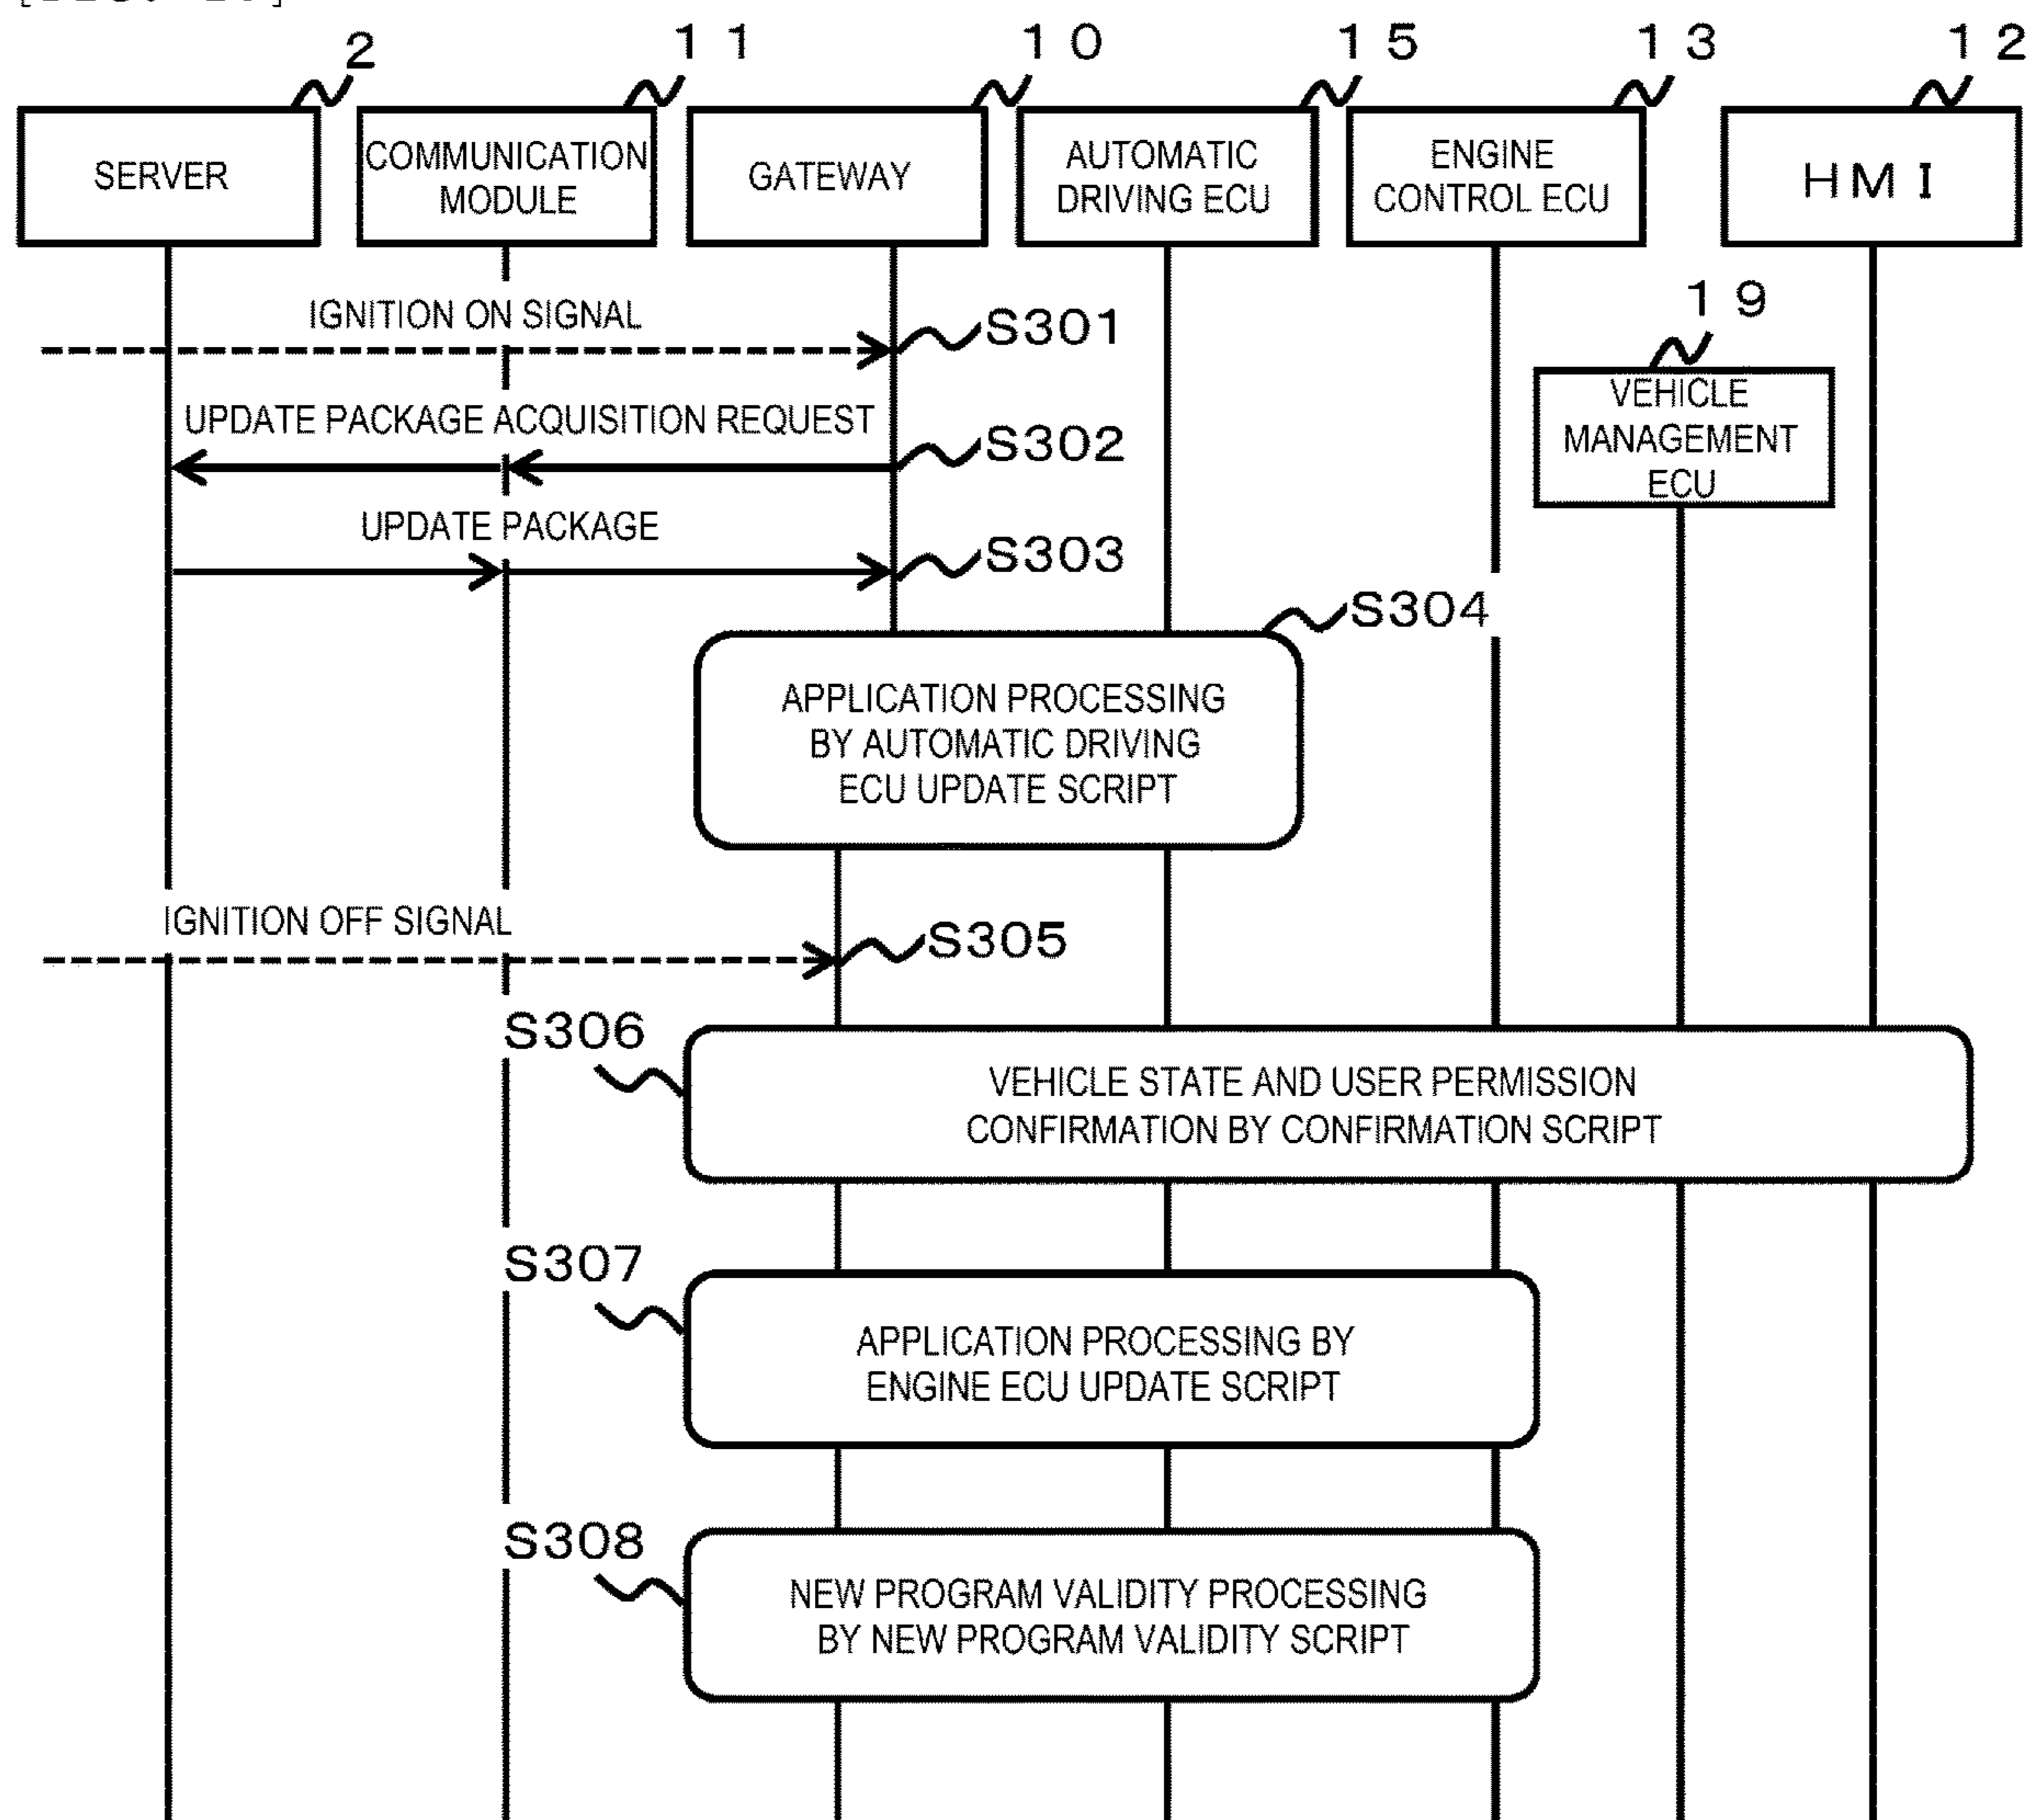 2
11
10
15
13
12
SERVER
COMMUNICATION
MODULE
GATEWAY
AUTOMATIC
DRIVING ECU
ENGINE
CONTROL ECU
HMI
IGNITION ON SIGNAL
S301
19
VEHICLE
MANAGEMENT
ECU
UPDATE PACKAGE ACQUISITION REQUEST
S302
UPDATE PACKAGE
S303
S304
APPLICATION PROCESSING
BY AUTOMATIC DRIVING
ECU UPDATE SCRIPT
IGNITION OFF SIGNAL
S305
S306
VEHICLE STATE AND USER PERMISSION
CONFIRMATION BY CONFIRMATION SCRIPT
S307
APPLICATION PROCESSING BY
ENGINE ECU UPDATE SCRIPT
S308
NEW PROGRAM VALIDITY PROCESSING
BY NEW PROGRAM VALIDITY SCRIPT